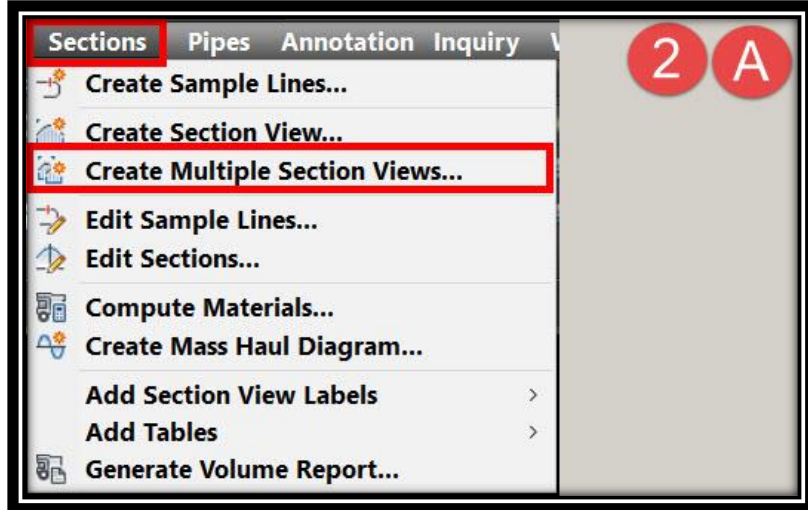 Sections Pipes Annotation Inquiry
2 A
Create Sample Lines...
Create Section View...
Create Multiple Section Views...
Edit Sample Lines...
Edit Sections...
Compute Materials...
Create Mass Haul Diagram...
Add Section View Labels >
Add Tables >
Generate Volume Report...